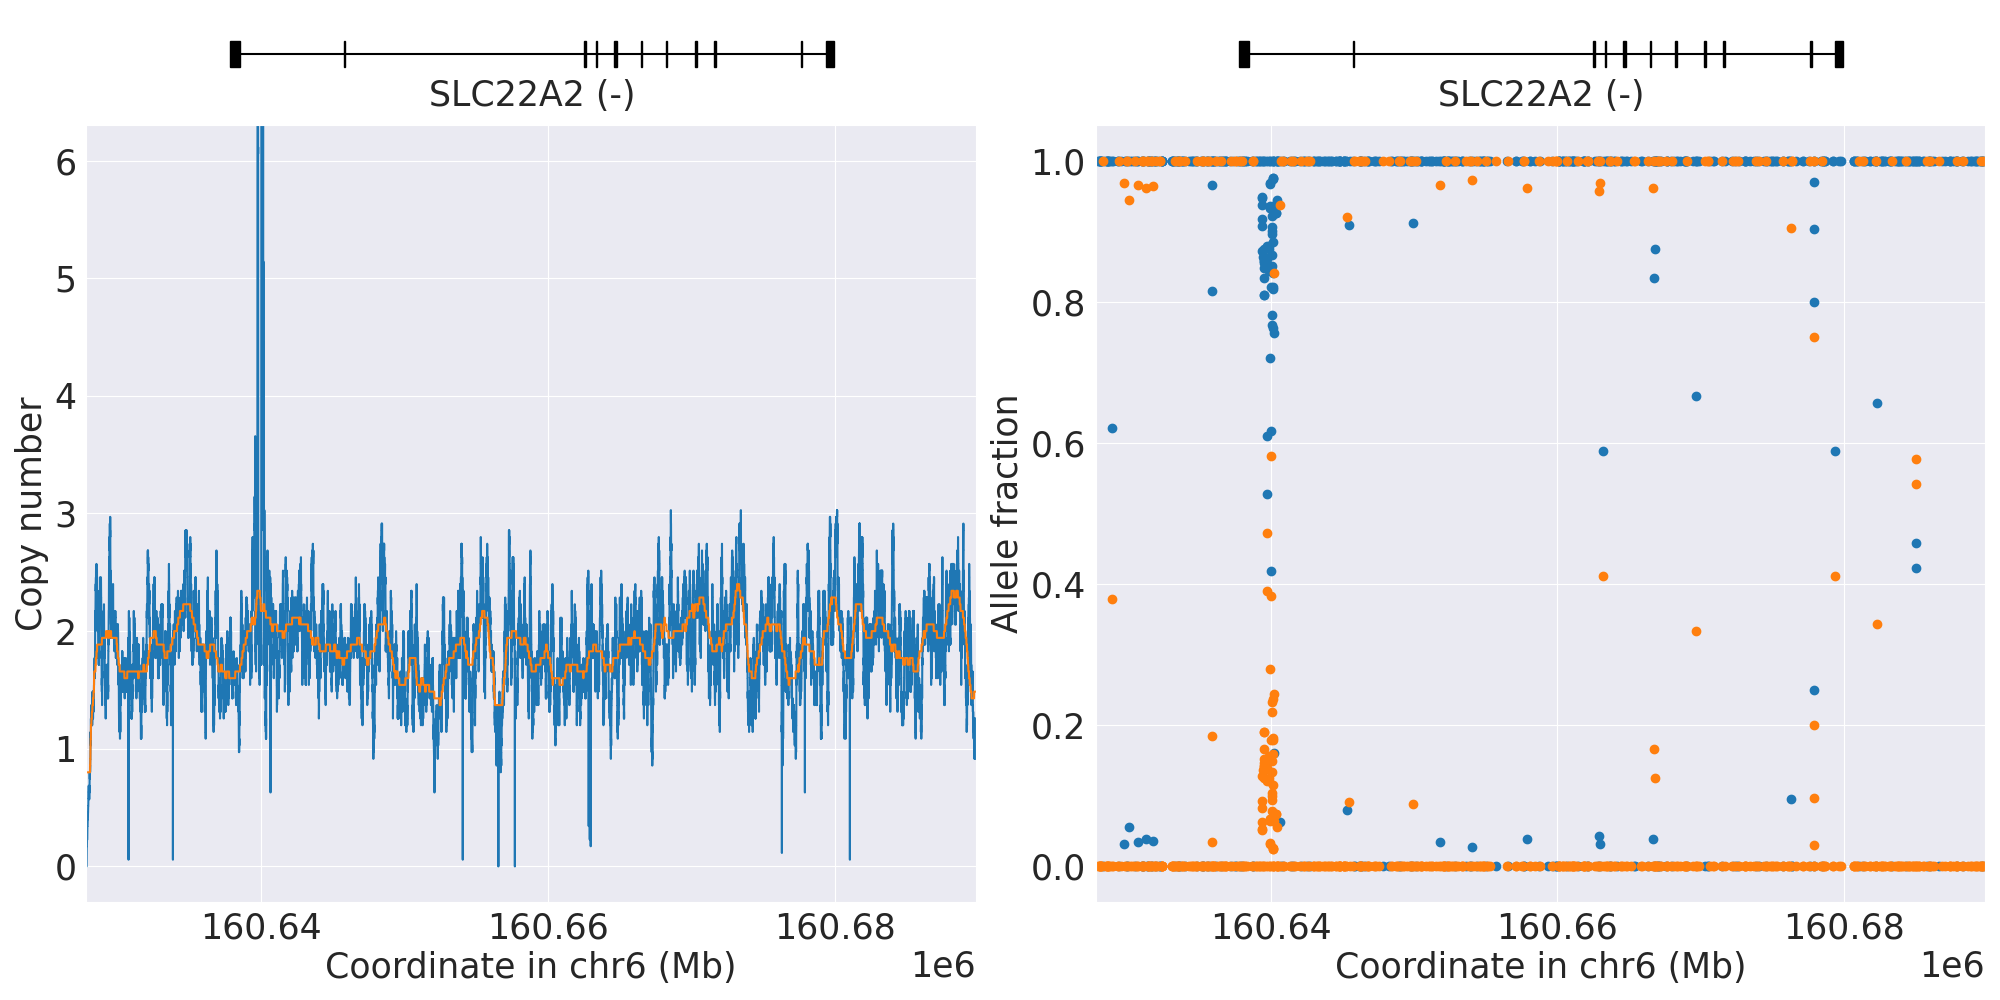 SLC22A2 (-)
6
5
4
3
2
1
0
Copy number
160.64 160.66 160.68
Coordinate in chr6 (Mb) 1e6
SLC22A2 (-)
1.0
0.8
0.6
0.4
0.2
0.0
Allele fraction
160.64 160.66 160.68
Coordinate in chr6 (Mb) 1e6